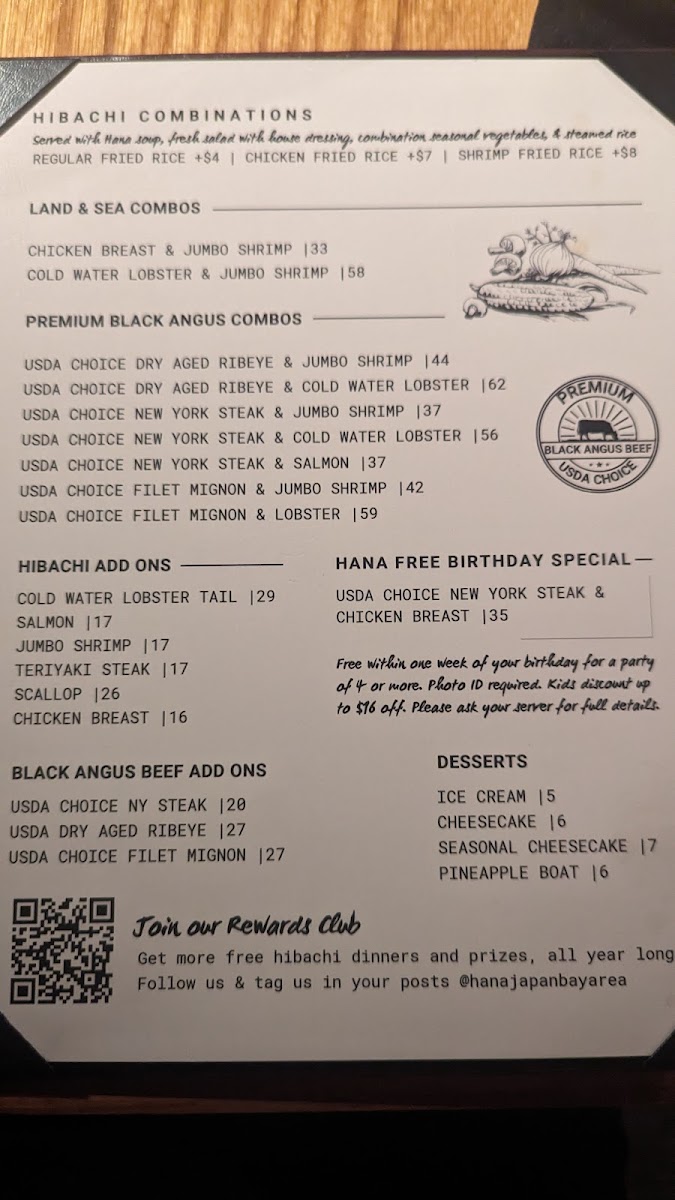 HIBACHI COMBINATIONS
Served with Hana soup, fresh salad with house dressing, combination seasonal vegetables, & steamed rice
REGULAR FRIED RICE +$4 | CHICKEN FRIED RICE +$7 | SHRIMP FRIED RICE +$8
LAND & SEA COMBOS
CHICKEN BREAST & JUMBO SHRIMP |33
COLD WATER LOBSTER & JUMBO SHRIMP |58
PREMIUM BLACK ANGUS COMBOS
USDA CHOICE DRY AGED RIBEYE & JUMBO SHRIMP |44
USDA CHOICE DRY AGED RIBEYE & COLD WATER LOBSTER |62
USDA CHOICE NEW YORK STEAK & JUMBO SHRIMP |37
USDA CHOICE NEW YORK STEAK & COLD WATER LOBSTER |56
USDA CHOICE NEW YORK STEAK & SALMON |37
USDA CHOICE FILET MIGNON & JUMBO SHRIMP |42
USDA CHOICE FILET MIGNON & LOBSTER |59
PREMIUM
BLACK ANGUS BEEF
USDA CHOICE
HIBACHI ADD ONS
COLD WATER LOBSTER TAIL |29
SALMON |17
JUMBO SHRIMP |17
TERIYAKI STEAK |17
SCALLOP |26
CHICKEN BREAST |16
HANA FREE BIRTHDAY SPECIAL
USDA CHOICE NEW YORK STEAK &
CHICKEN BREAST |35
Free within one week of your birthday for a party
of 4 or more. Photo ID required. Kids discount up
to $16 off. Please ask your server for full details.
BLACK ANGUS BEEF ADD ONS
USDA CHOICE NY STEAK |20
USDA DRY AGED RIBEYE |27
USDA CHOICE FILET MIGNON |27
DESSERTS
ICE CREAM |5
CHEESECAKE |6
SEASONAL CHEESECAKE |7
PINEAPPLE BOAT |6
Join our Rewards Club
Get more free hibachi dinners and prizes, all year long
Follow us & tag us in your posts @hanajapanbayarea